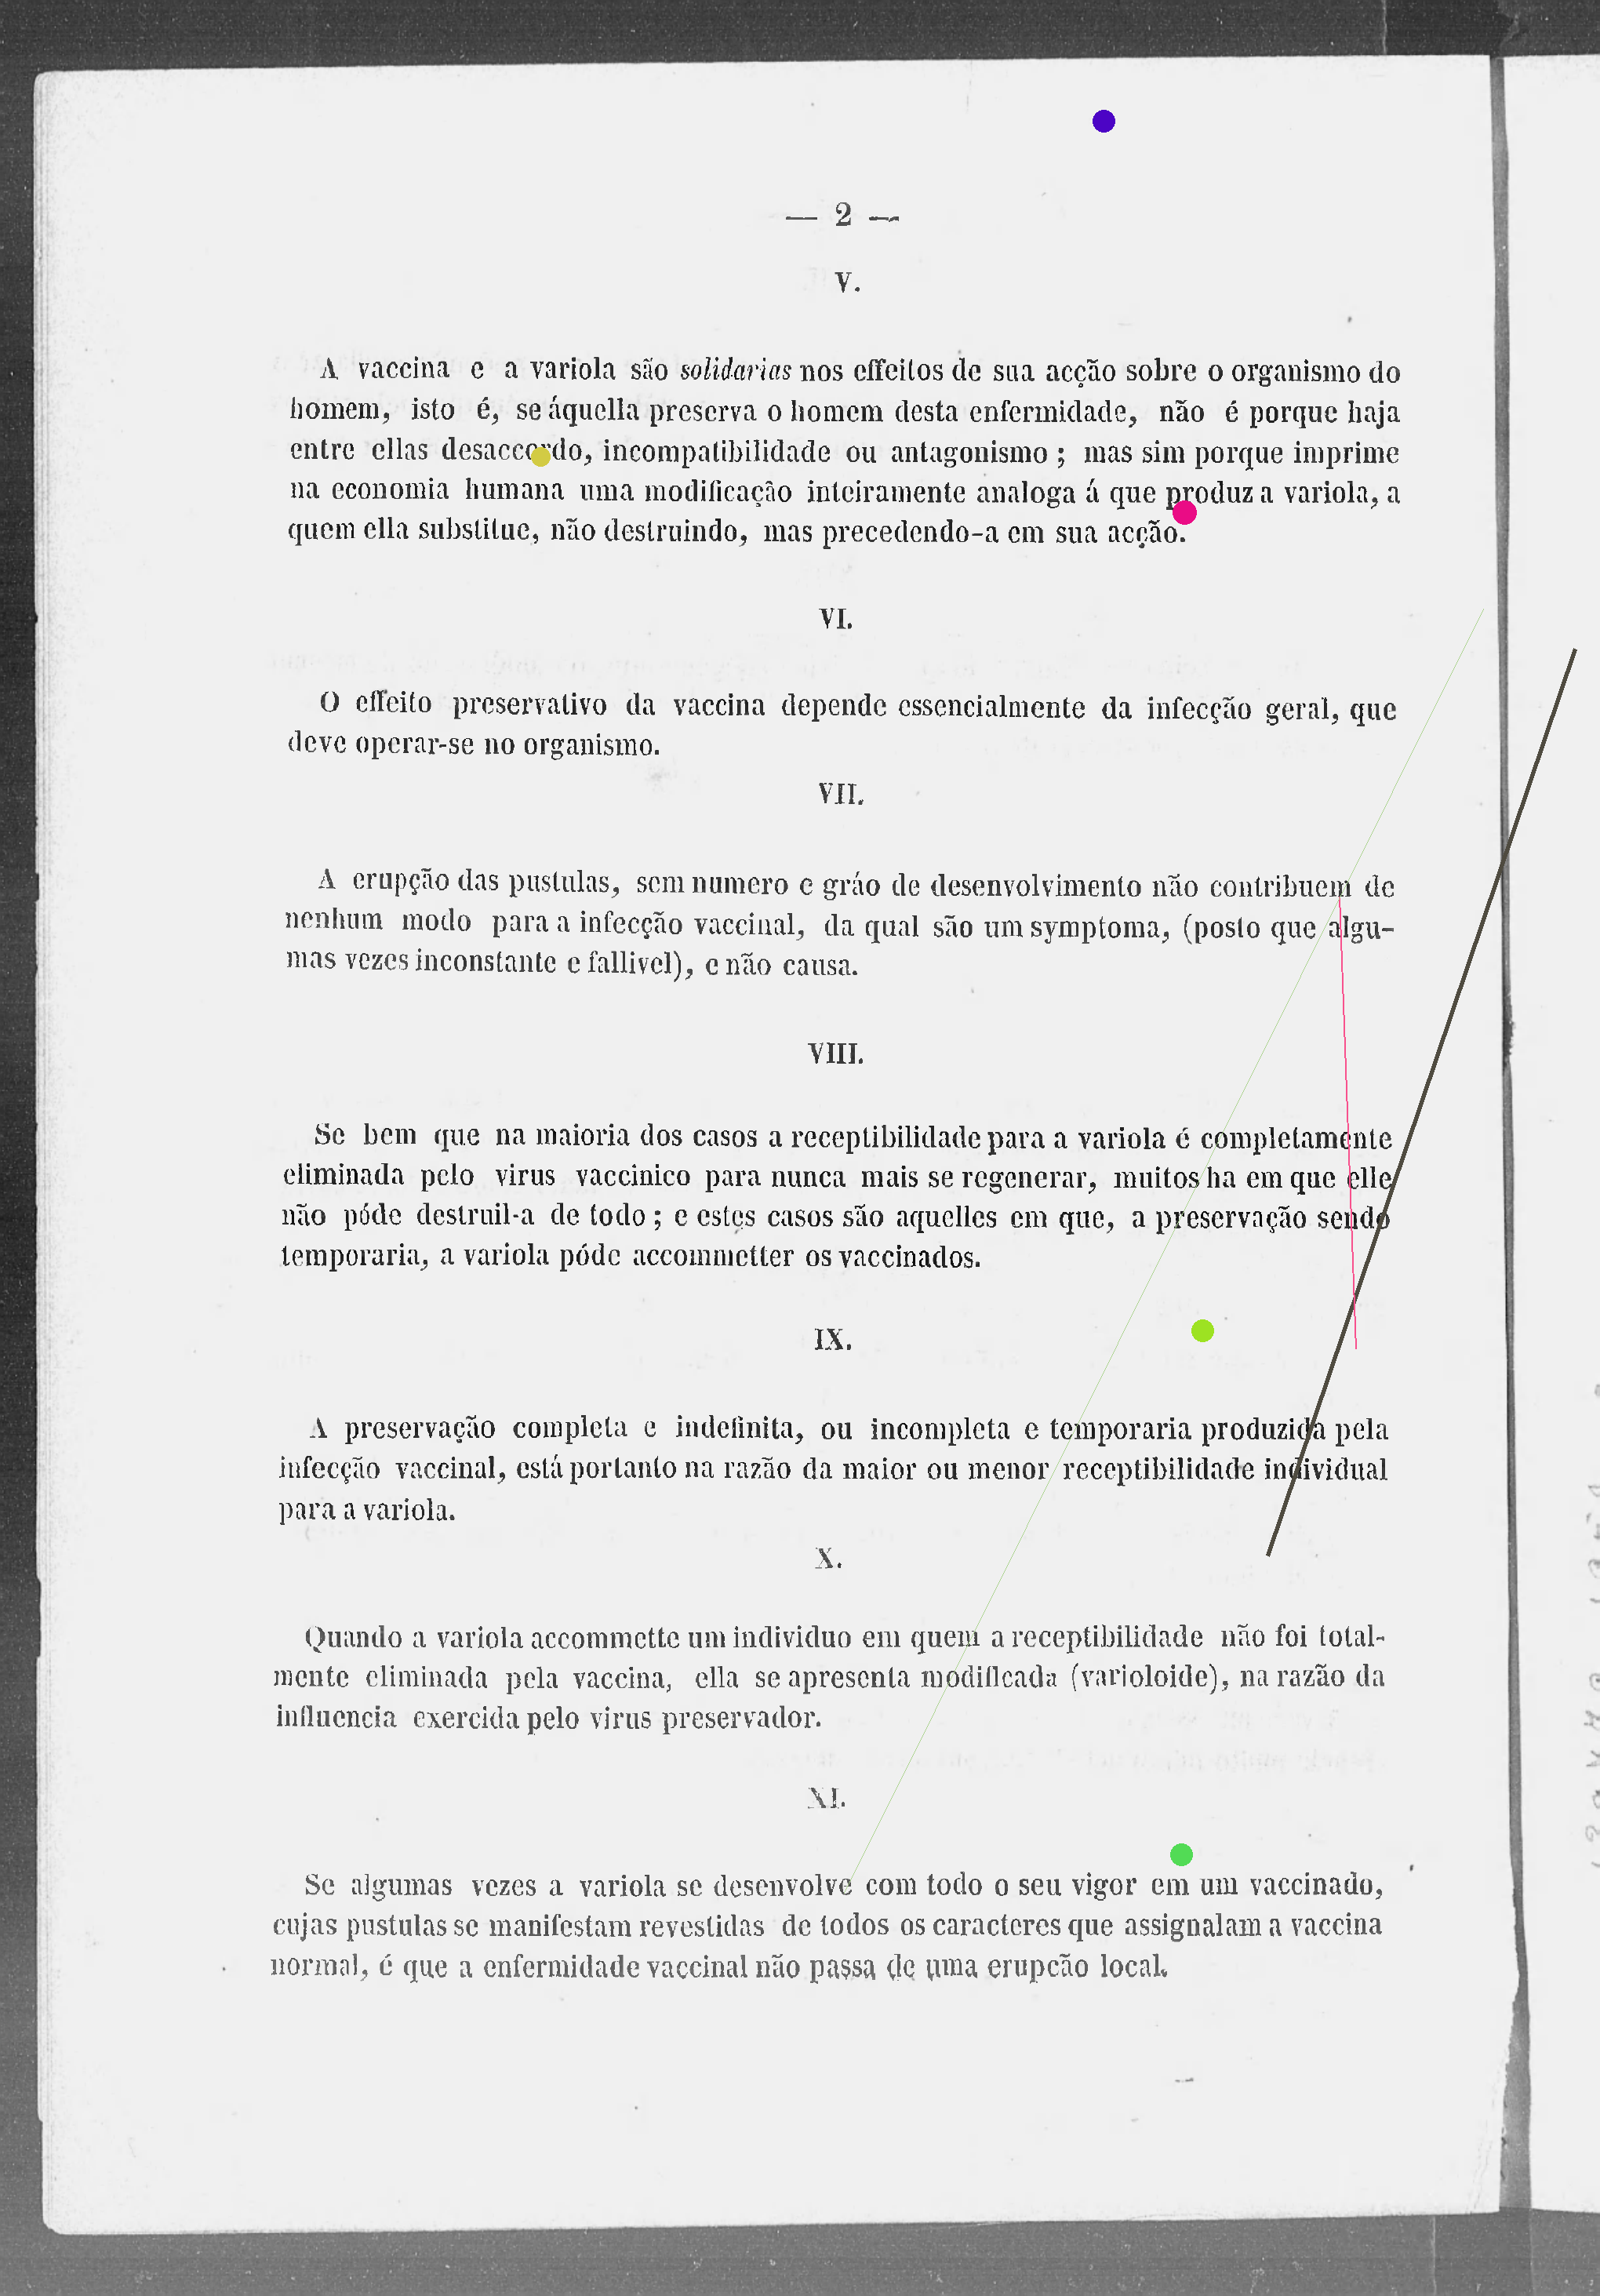 — 2 —
V.
A vaccina e a variola são solidarias nos effeitos de sua acção sobre o organismo do
homem, isto é, se áquella preserva o homem desta enfermidade, não é porque haja
entre ellas desaccordo, incompatibilidade ou antagonismo ; mas sim porque imprime
na economia humana uma modificação inteiramente analoga á que produz a variola, a
quem ella substitue, não destruindo, mas precedendo-a em sua acção.
VI.
O effeito preservativo da vaccina depende essencialmente da infecção geral, que
deve operar-se no organismo.
VII.
A erupção das pustulas, sem numero e gráo de desenvolvimento não contribuem de
nenhum modo para a infecção vaccinal, da qual são um symptoma, (posto que algu-
mas vezes inconstante e fallivel), e não causa.
VIII.
Se bem que na maioria dos casos a receptibilidade para a variola é completamente
eliminada pelo virus vaccinico para nunca mais se regenerar, muitos ha em que elle
não póde destruil-a de todo ; e estes casos são aquelles em que, a preservação sendo
temporaria, a variola póde accommetter os vaccinados.
IX.
A preservação completa e indefinita, ou incompleta e temporaria produzida pela
infecção vaccinal, está portanto na razão da maior ou menor receptibilidade individual
para a variola.
X.
Quando a variola accommette um individuo em quem a receptibilidade não foi total-
mente eliminada pela vaccina, ella se apresenta modificada (varioloide), na razão da
influencia exercida pelo virus preservador.
XI.
Se algumas vezes a variola se desenvolve com todo o seu vigor em um vaccinado,
cujas pustulas se manifestam revestidas de todos os caracteres que assignalam a vaccina
normal, é que a enfermidade vaccinal não passa de uma erupcão local.